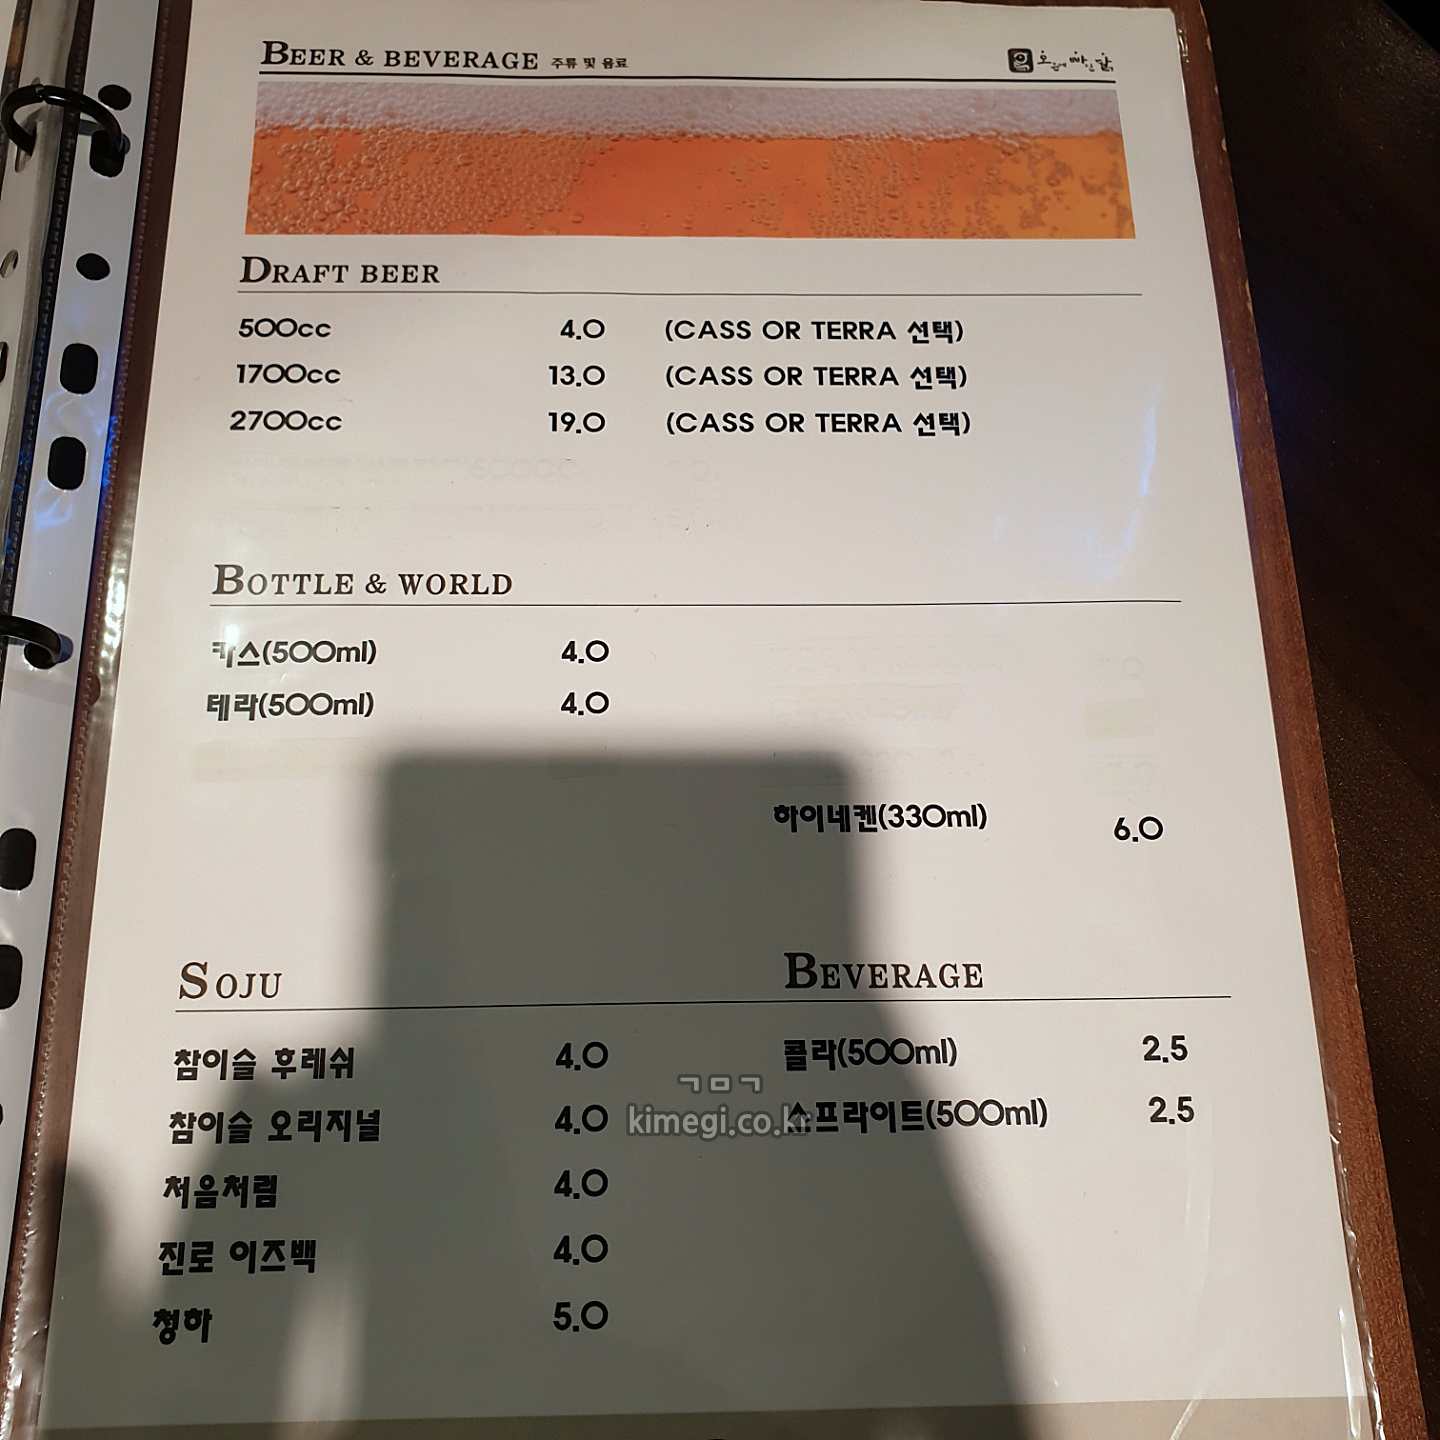 BEER & BEVERAGE 주류 및 음료
DRAFT BEER
500cc 4.0 (CASS OR TERRA 선택)
1700cc 13.0 (CASS OR TERRA 선택)
2700cc 19.0 (CASS OR TERRA 선택)
BOTTLE & WORLD
카스(500ml) 4.0
테라(500ml) 4.0
하이네켄(330ml) 6.0
SOJU
참이슬 후레쉬 4.0
참이슬 오리지널 4.0
처음처럼 4.0
진로 이즈백 4.0
청하 5.0
BEVERAGE
콜라(500ml) 2.5
스프라이트(500ml) 2.5
ㄱㅁㄱ
kimegi.co.kr